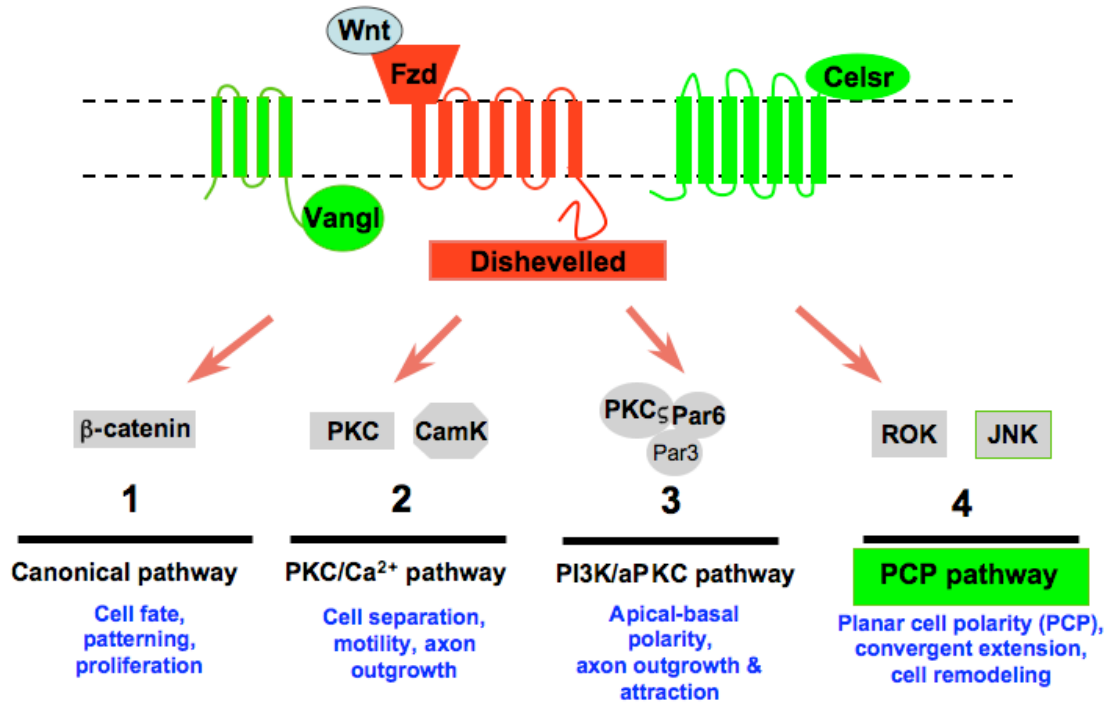 Wnt
Fzd
Celsr
Vangl
Dishevelled
β-catenin
PKC
CamK
PKCς
Par6
Par3
ROK
JNK
1
2
3
4
Canonical pathway
PKC/Ca²⁺ pathway
PI3K/aPKC pathway
PCP pathway
Cell fate,
patterning,
proliferation
Cell separation,
motility, axon
outgrowth
Apical-basal
polarity,
axon outgrowth &
attraction
Planar cell polarity (PCP),
convergent extension,
cell remodeling